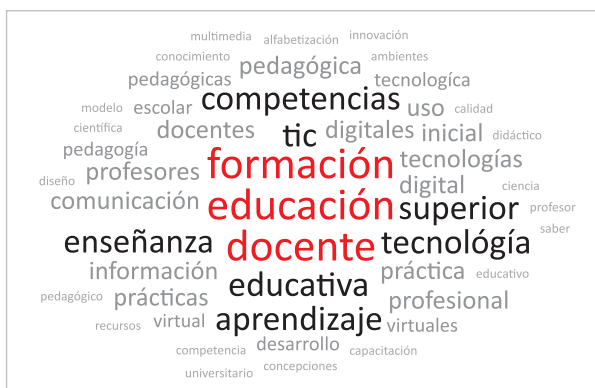 multimedia alfabetización innovación
conocimiento pedagógica ambientes
pedagógicas tecnologíca
modelo escolar competencias uso calidad
científica docentes tic digitales inicial didáctico
pedagogía formación tecnologías
diseño profesores digital ciencia
comunicación educación superior profesor
saber
enseñanza docente tecnológía
información práctica educativo
pedagógico prácticas educativa profesional
recursos virtual aprendizaje virtuales
competencia desarrollo capacitación
universitario concepciones